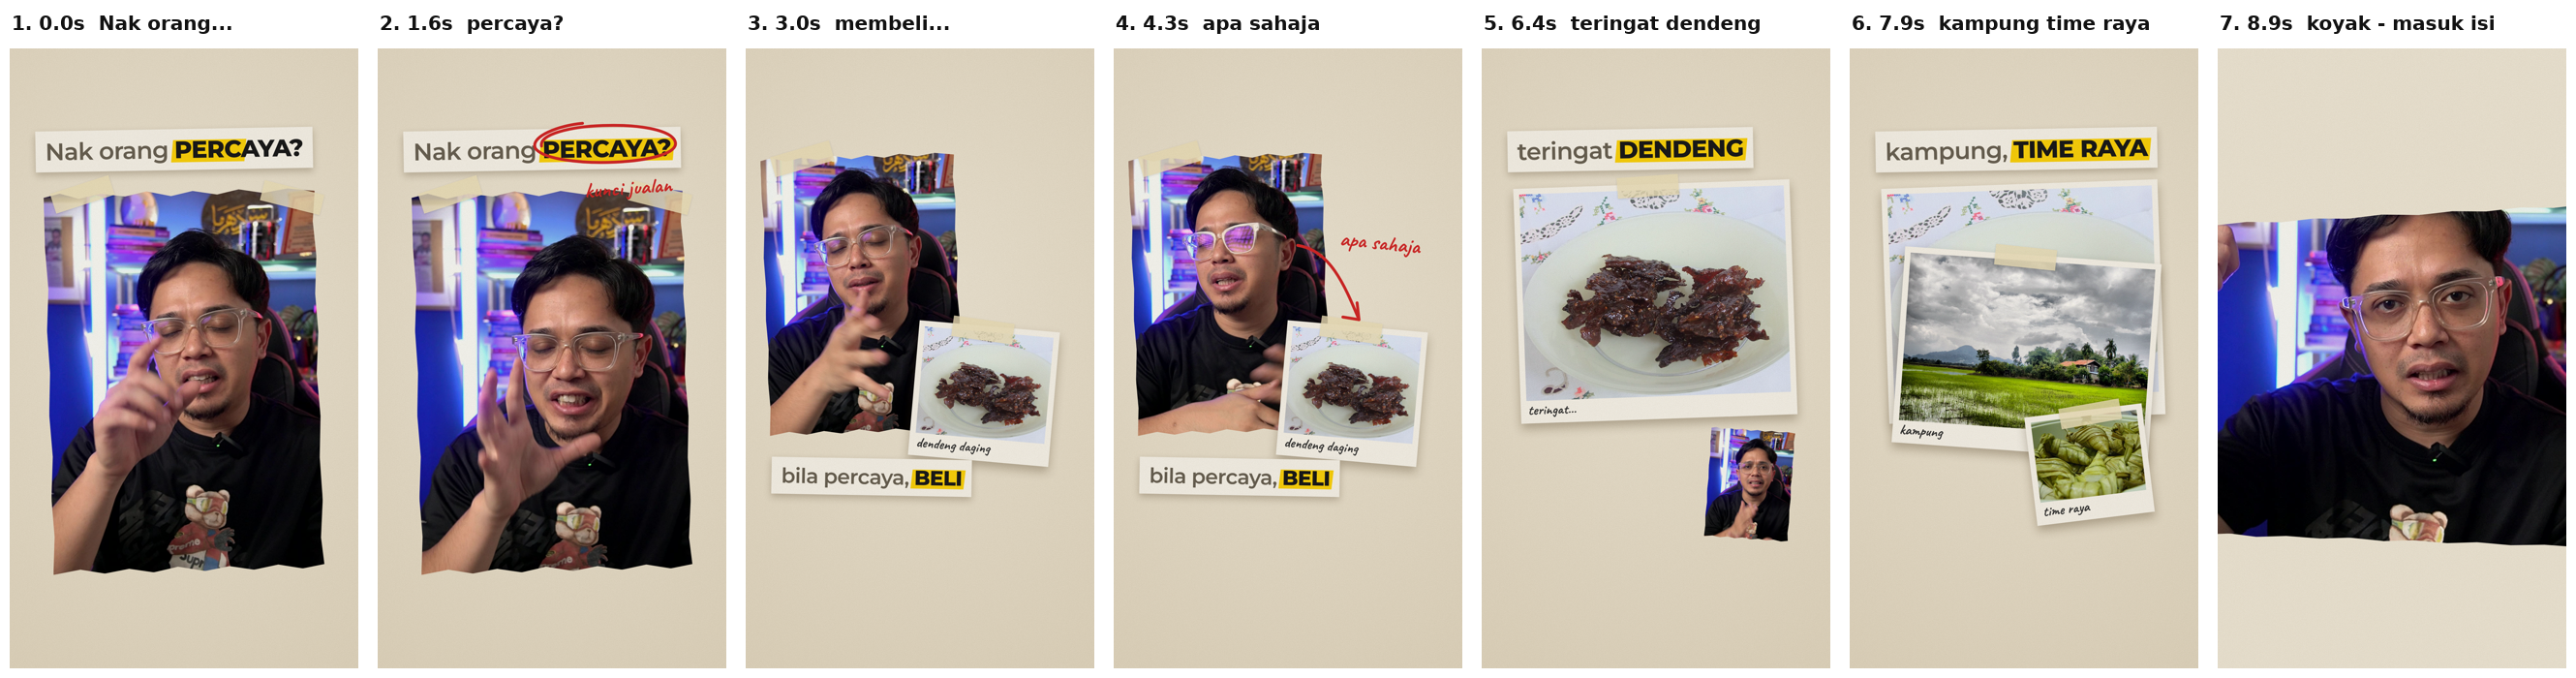 1. 0.0s  Nak orang...
Nak orang PERCAYA?
2. 1.6s  percaya?
Nak orang PERCAYA?
kunci jualan
3. 3.0s  membeli...
dendeng daging
bila percaya, BELI
4. 4.3s  apa sahaja
apa sahaja
dendeng daging
bila percaya, BELI
5. 6.4s  teringat dendeng
teringat DENDENG
teringat...
6. 7.9s  kampung time raya
kampung, TIME RAYA
kampung
time raya
7. 8.9s  koyak - masuk isi